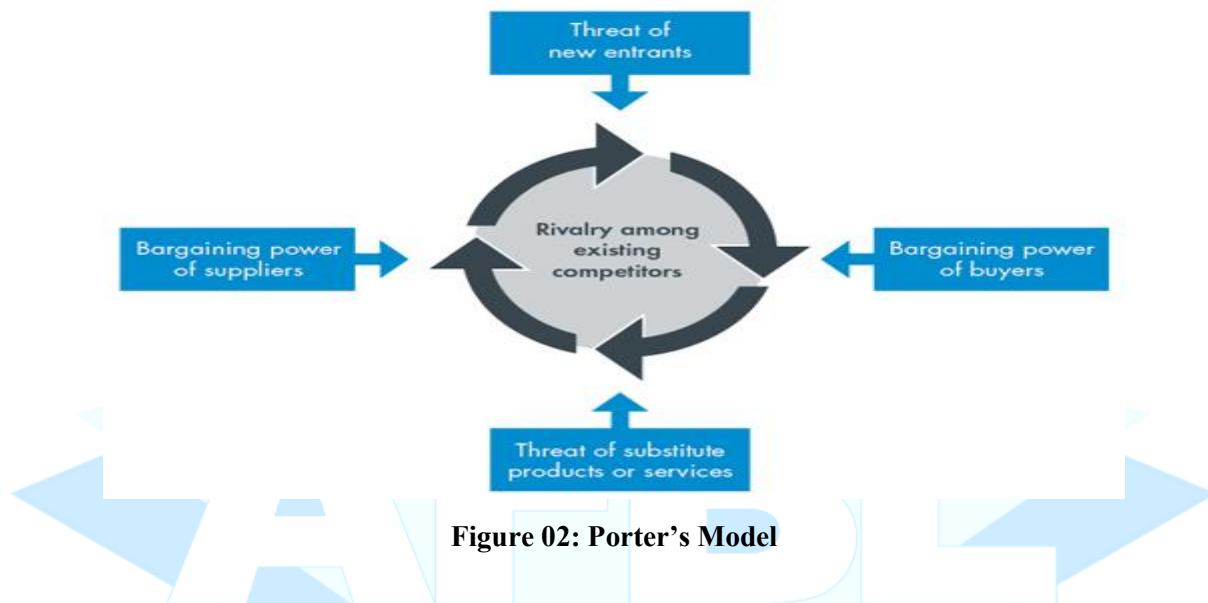 Threat of
new entrants
Bargaining power
of suppliers
Rivalry among
existing
competitors
Bargaining power
of buyers
Threat of substitute
products or services
Figure 02: Porter’s Model